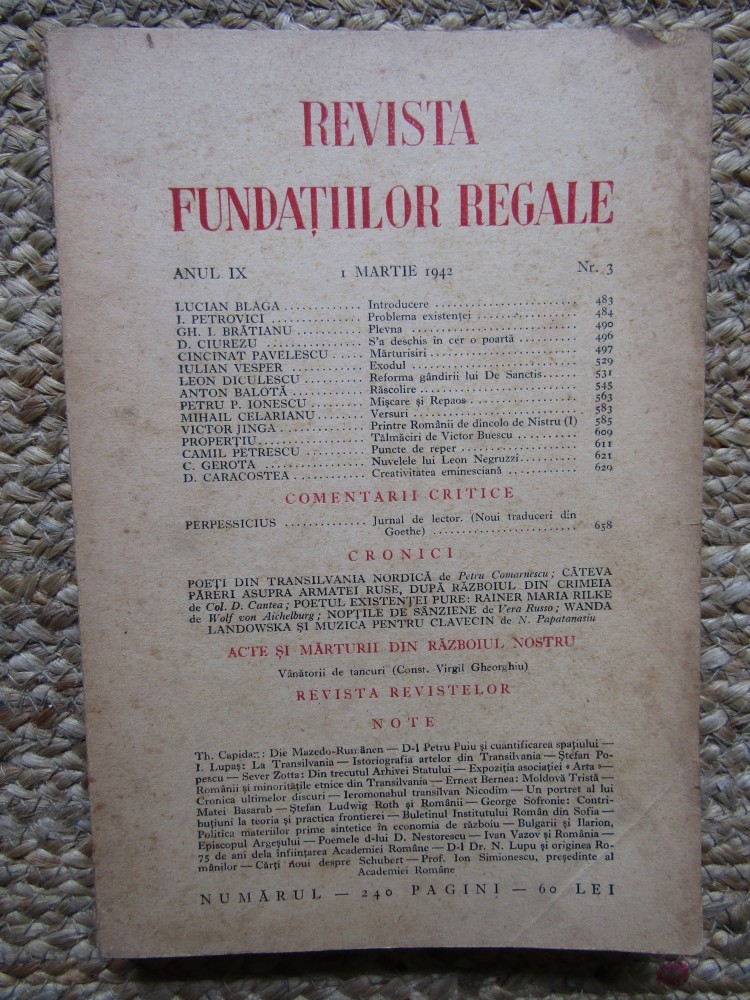 REVISTA
FUNDAȚIILOR REGALE
ANUL IX 1 MARTIE 1942 Nr. 3
LUCIAN BLAGA ............ Introducere ........................ 483
I. PETROVICI ............ Problema existenței ................ 484
GH. I. BRĂTIANU ............ Plevna ........................ 490
D. CIUREZU ............ S'a deschis în cer o poartă ............ 496
CINCINAT PAVELESCU ..... Mărturisiri ........................ 497
IULIAN VESPER ............ Exodul ........................ 529
LEON DICULESCU .......... Reforma gândirii lui De Sanctis...... 531
ANTON BALOTĂ ............ Răscolire ........................ 545
PETRU P. IONESCU ......... Mișcare și Repaos .................. 563
MIHAIL CELARIANU ........ Versuri ........................ 583
VICTOR JINGA ............ Printre Românii de dincolo de Nistru (I) 585
PROPERȚIU ............ Tălmăciri de Victor Buescu .......... 609
CAMIL PETRESCU .......... Puncte de reper .................. 611
C. GEROTA ............ Nuvelele lui Leon Negruzzi.......... 621
D. CARACOSTEA ............ Creativitatea eminesciană ............ 629
COMENTARII CRITICE
PERPESSICIUS ............ Jurnal de lector. (Noui traduceri din
Goethe) ........................ 658
CRONICI
POEȚI DIN TRANSILVANIA NORDICĂ de Petru Comarnescu; CÂTEVA
PĂRERI ASUPRA ARMATEI RUSE, DUPĂ RĂZBOIUL DIN CRIMEIA
de Col. D. Cantea; POETUL EXISTENȚEI PURE: RAINER MARIA RILKE
de Wolf von Aichelburg; NOPȚILE DE SÂNZIENE de Vera Russo; WANDA
LANDOWSKA ȘI MUZICA PENTRU CLAVECIN de N. Papatanasiu
ACTE ȘI MĂRTURII DIN RĂZBOIUL NOSTRU
Vânătorii de tancuri (Const. Virgil Gheorghiu)
REVISTA REVISTELOR
NOTE
Th. Capidan: Die Mazedo-Rumänen — D-l Petru Puiu și cuantificarea spațiului —
I. Lupaș: La Transilvania — Istoriografia artelor din Transilvania — Ștefan Po-
pescu — Sever Zotta: Din trecutul Arhivei Statului — Expoziția asociației «Arta» —
Românii și minoritățile etnice din Transilvania — Ernest Bernea: Moldovă Tristă —
Cronica ultimelor discuri — Ieromonahul transilvan Nicodim — Un portret al lui
Matei Basarab — Ștefan Ludwig Roth și Românii — George Sofronie: Contri-
buțiuni la teoria și practica frontierei — Buletinul Institutului Român din Sofia —
Politica materiilor prime sintetice în economia de războiu — Bulgarii și Ilarion,
Episcopul Argeșului — Poemele d-lui D. Nestorescu — Ivan Vazov și România —
75 de ani dela înființarea Academiei Române — D-l Dr. N. Lupu și originea Ro-
mânilor — Cărți noui despre Schubert — Prof. Ion Simionescu, președinte al
Academiei Române
NUMĂRUL — 240 PAGINI — 60 LEI